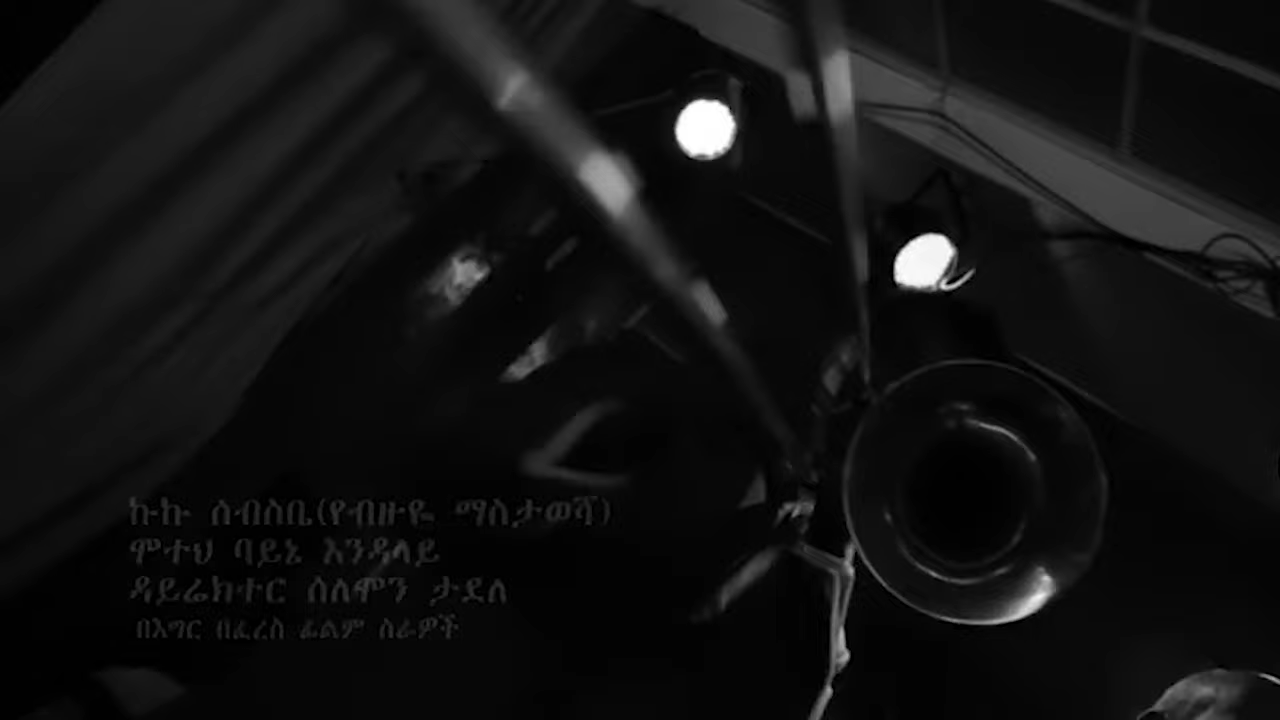 ኩኩ ሰብስቤ(የብዙዬ ማስታወሻ)
ሞተህ ባይኔ እንዳላይ
ዳይሬክተር ሰለሞን ታደለ
በእግር በፈረስ ፊልም ስራዎች